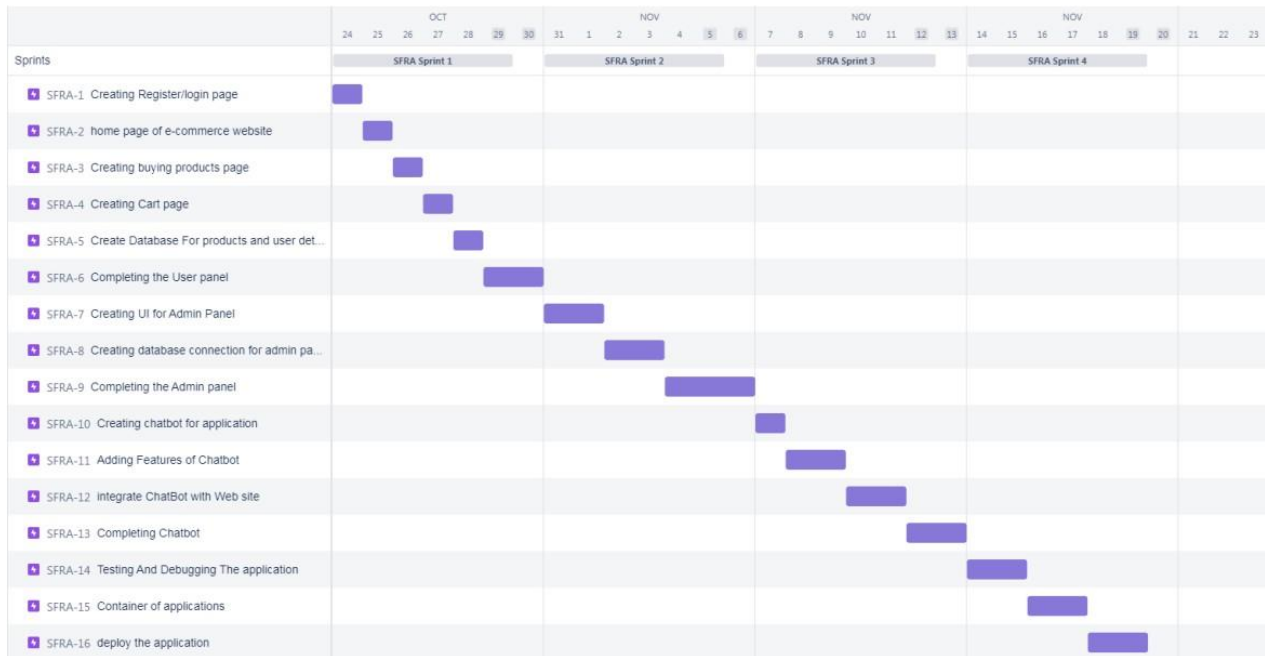 OCT NOV NOV NOV
24 25 26 27 28 29 30 31 1 2 3 4 5 6 7 8 9 10 11 12 13 14 15 16 17 18 19 20 21 22 23
Sprints SFRA Sprint 1 SFRA Sprint 2 SFRA Sprint 3 SFRA Sprint 4
SFRA-1 Creating Register/login page
SFRA-2 home page of e-commerce website
SFRA-3 Creating buying products page
SFRA-4 Creating Cart page
SFRA-5 Create Database For products and user det...
SFRA-6 Completing the User panel
SFRA-7 Creating UI for Admin Panel
SFRA-8 Creating database connection for admin pa...
SFRA-9 Completing the Admin panel
SFRA-10 Creating chatbot for application
SFRA-11 Adding Features of Chatbot
SFRA-12 integrate ChatBot with Web site
SFRA-13 Completing Chatbot
SFRA-14 Testing And Debugging The application
SFRA-15 Container of applications
SFRA-16 deploy the application